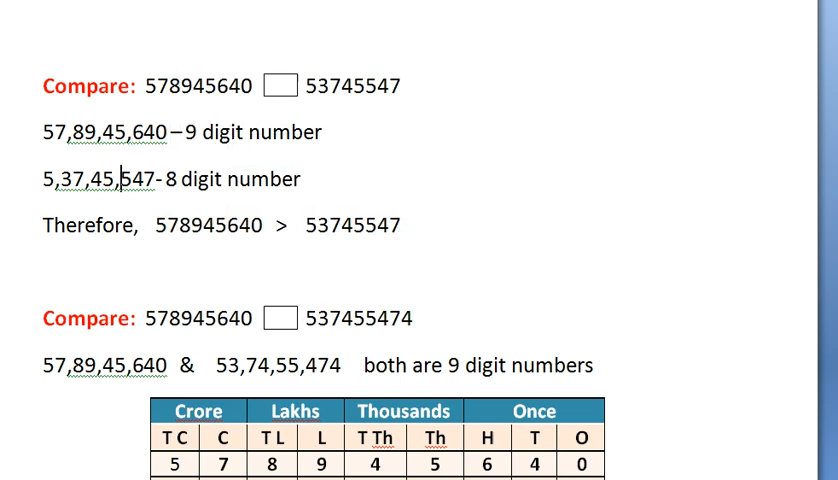 Compare: 578945640 53745547
57,89,45,640 – 9 digit number
5,37,45,547- 8 digit number
Therefore, 578945640 > 53745547
Compare: 578945640 537455474
57,89,45,640 & 53,74,55,474 both are 9 digit numbers
Crore Lakhs Thousands Once
T C C T L L T Th Th H T O
5 7 8 9 4 5 6 4 0